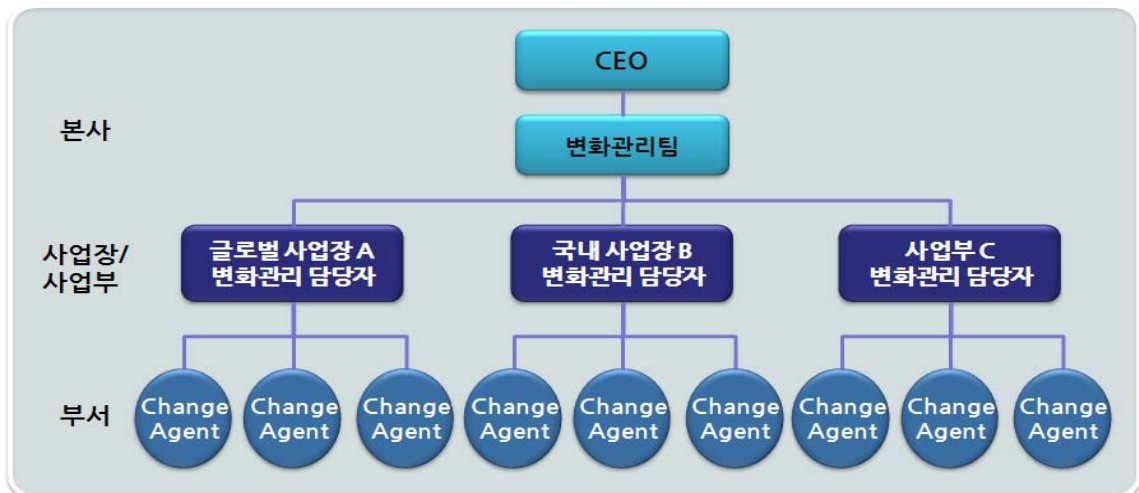 CEO
본사
변화관리팀
사업장/
사업부
글로벌 사업장 A
변화관리 담당자
국내 사업장 B
변화관리 담당자
사업부 C
변화관리 담당자
부서
Change
Agent
Change
Agent
Change
Agent
Change
Agent
Change
Agent
Change
Agent
Change
Agent
Change
Agent
Change
Agent